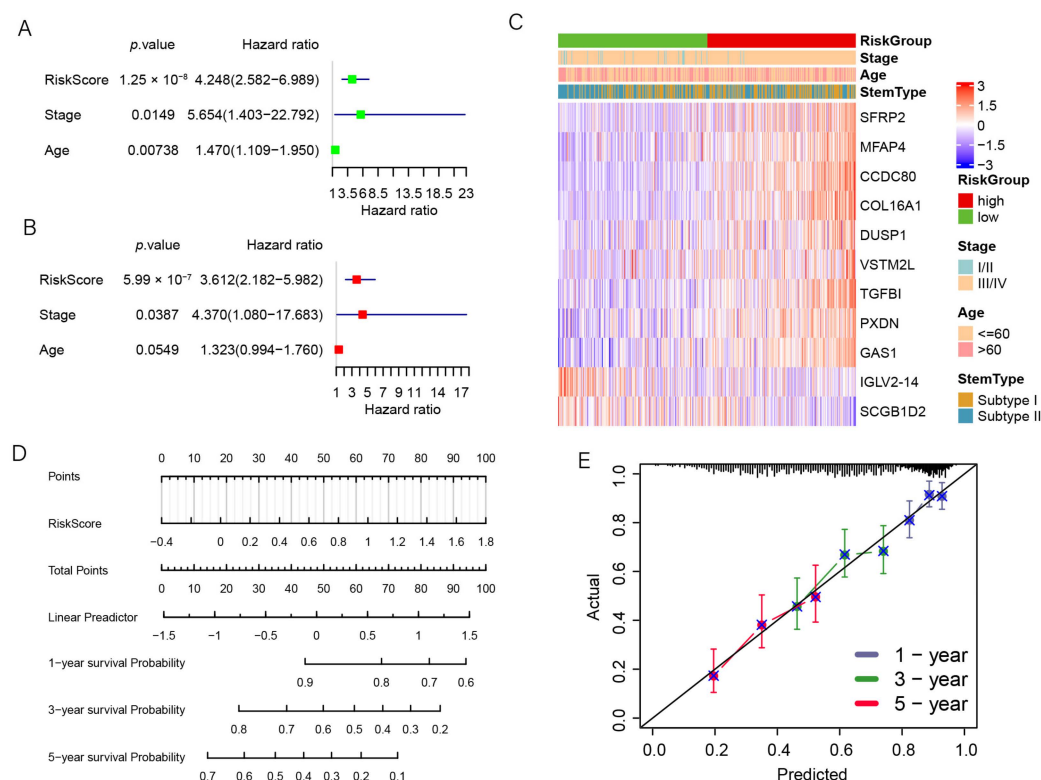 A
p.value Hazard ratio
RiskScore 1.25 × 10⁻⁸ 4.248(2.582−6.989)
Stage 0.0149 5.654(1.403−22.792)
Age 0.00738 1.470(1.109−1.950)
1 3.5 6 8.5 13.5 18.5 23
Hazard ratio
B
p.value Hazard ratio
RiskScore 5.99 × 10⁻⁷ 3.612(2.182−5.982)
Stage 0.0387 4.370(1.080−17.683)
Age 0.0549 1.323(0.994−1.760)
1 3 5 7 9 11 14 17
Hazard ratio
C
RiskGroup
Stage
Age
StemType
SFRP2
MFAP4
CCDC80
COL16A1
DUSP1
VSTM2L
TGFBI
PXDN
GAS1
IGLV2−14
SCGB1D2
3
1.5
0
−1.5
−3
RiskGroup
high
low
Stage
I/II
III/IV
Age
<=60
>60
StemType
Subtype I
Subtype II
D
0 10 20 30 40 50 60 70 80 90 100
Points
RiskScore
−0.4 0 0.2 0.4 0.6 0.8 1 1.2 1.4 1.6 1.8
Total Points 0 10 20 30 40 50 60 70 80 90 100
Linear Preadictor
−1.5 −1 −0.5 0 0.5 1 1.5
1−year survival Probability
0.9 0.8 0.7 0.6
3−year survival Probability
0.8 0.7 0.6 0.5 0.4 0.3 0.2
5−year survival Probability
0.7 0.6 0.5 0.4 0.3 0.2 0.1
E
1.0
0.8
0.6
0.4
0.2
0.0
Actual
1 − year
3 − year
5 − year
0.0 0.2 0.4 0.6 0.8 1.0
Predicted